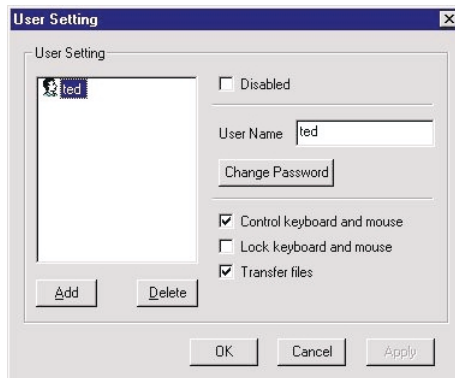 User Setting
User Setting
ted
Disabled
User Name ted
Change Password
Control keyboard and mouse
Lock keyboard and mouse
Transfer files
Add Delete
OK Cancel Apply